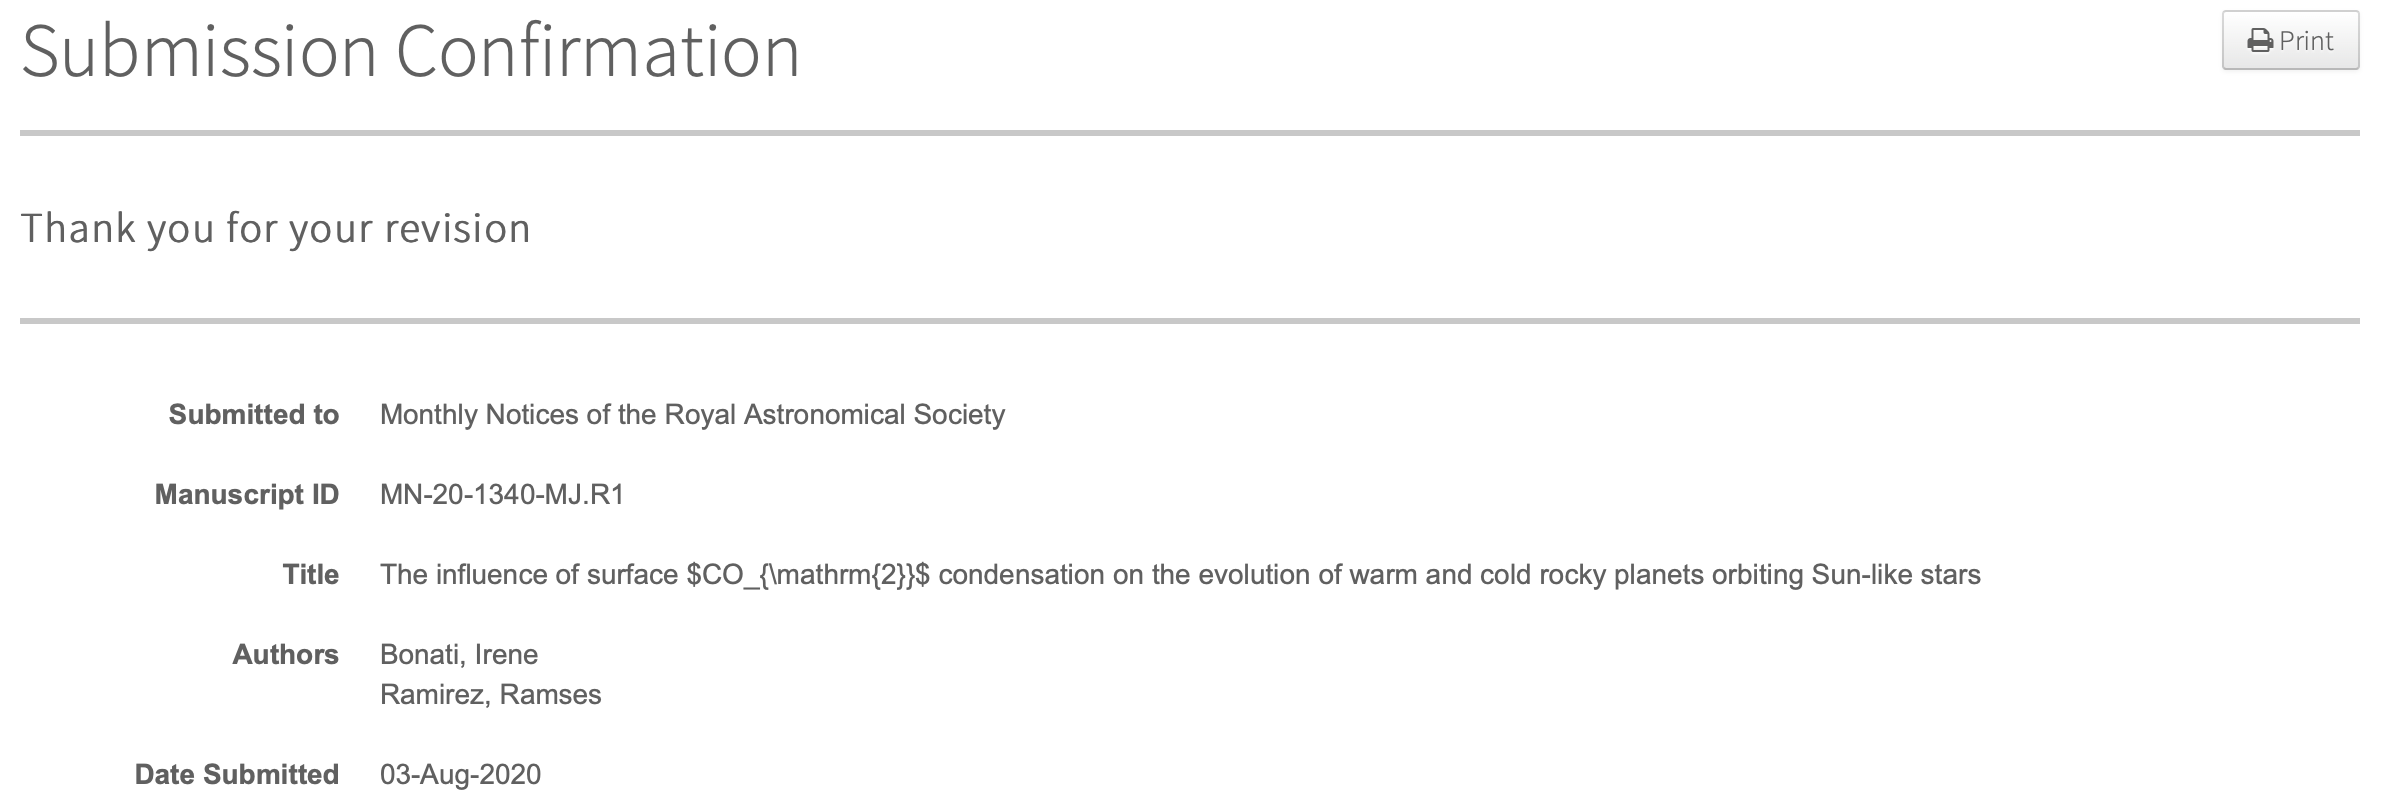 Submission Confirmation
Print
Thank you for your revision
Submitted to Monthly Notices of the Royal Astronomical Society
Manuscript ID MN-20-1340-MJ.R1
Title The influence of surface $CO_{\mathrm{2}}$ condensation on the evolution of warm and cold rocky planets orbiting Sun-like stars
Authors Bonati, Irene
Ramirez, Ramses
Date Submitted 03-Aug-2020